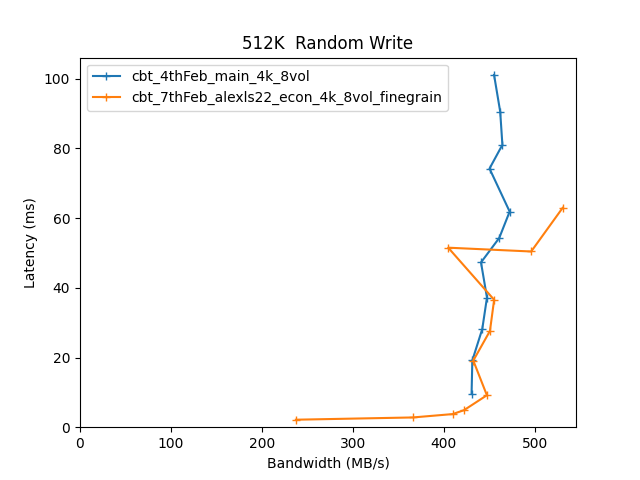 512K  Random Write
cbt_4thFeb_main_4k_8vol
cbt_7thFeb_alexls22_econ_4k_8vol_finegrain
100
80
60
40
20
0
Latency (ms)
0 100 200 300 400 500
Bandwidth (MB/s)